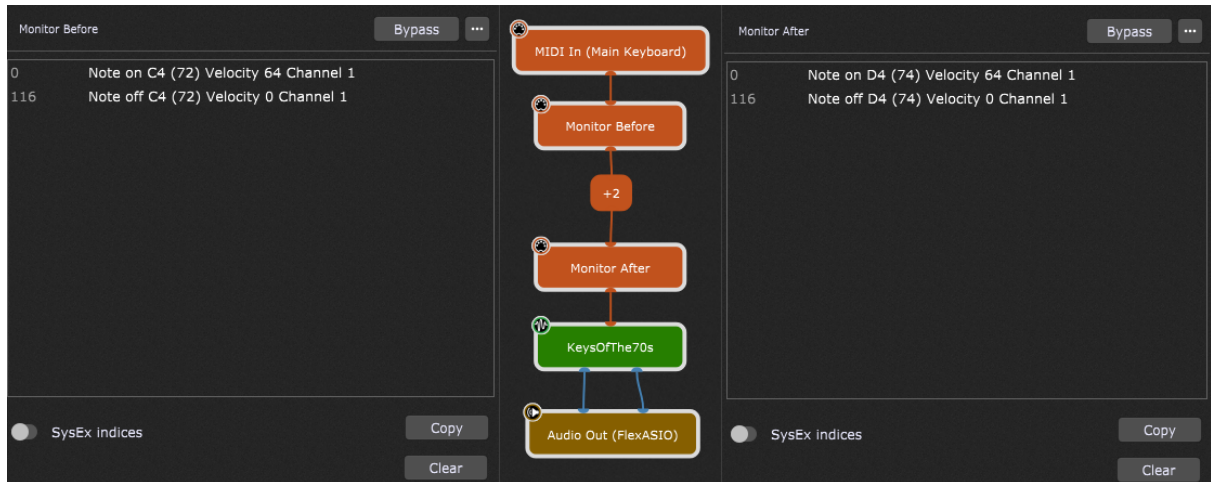 Monitor Before
Bypass ...
0 Note on C4 (72) Velocity 64 Channel 1
116 Note off C4 (72) Velocity 0 Channel 1
SysEx indices
Copy
Clear
MIDI In (Main Keyboard)
Monitor Before
+2
Monitor After
KeysOfThe70s
Audio Out (FlexASIO)
Monitor After
Bypass ...
0 Note on D4 (74) Velocity 64 Channel 1
116 Note off D4 (74) Velocity 0 Channel 1
SysEx indices
Copy
Clear